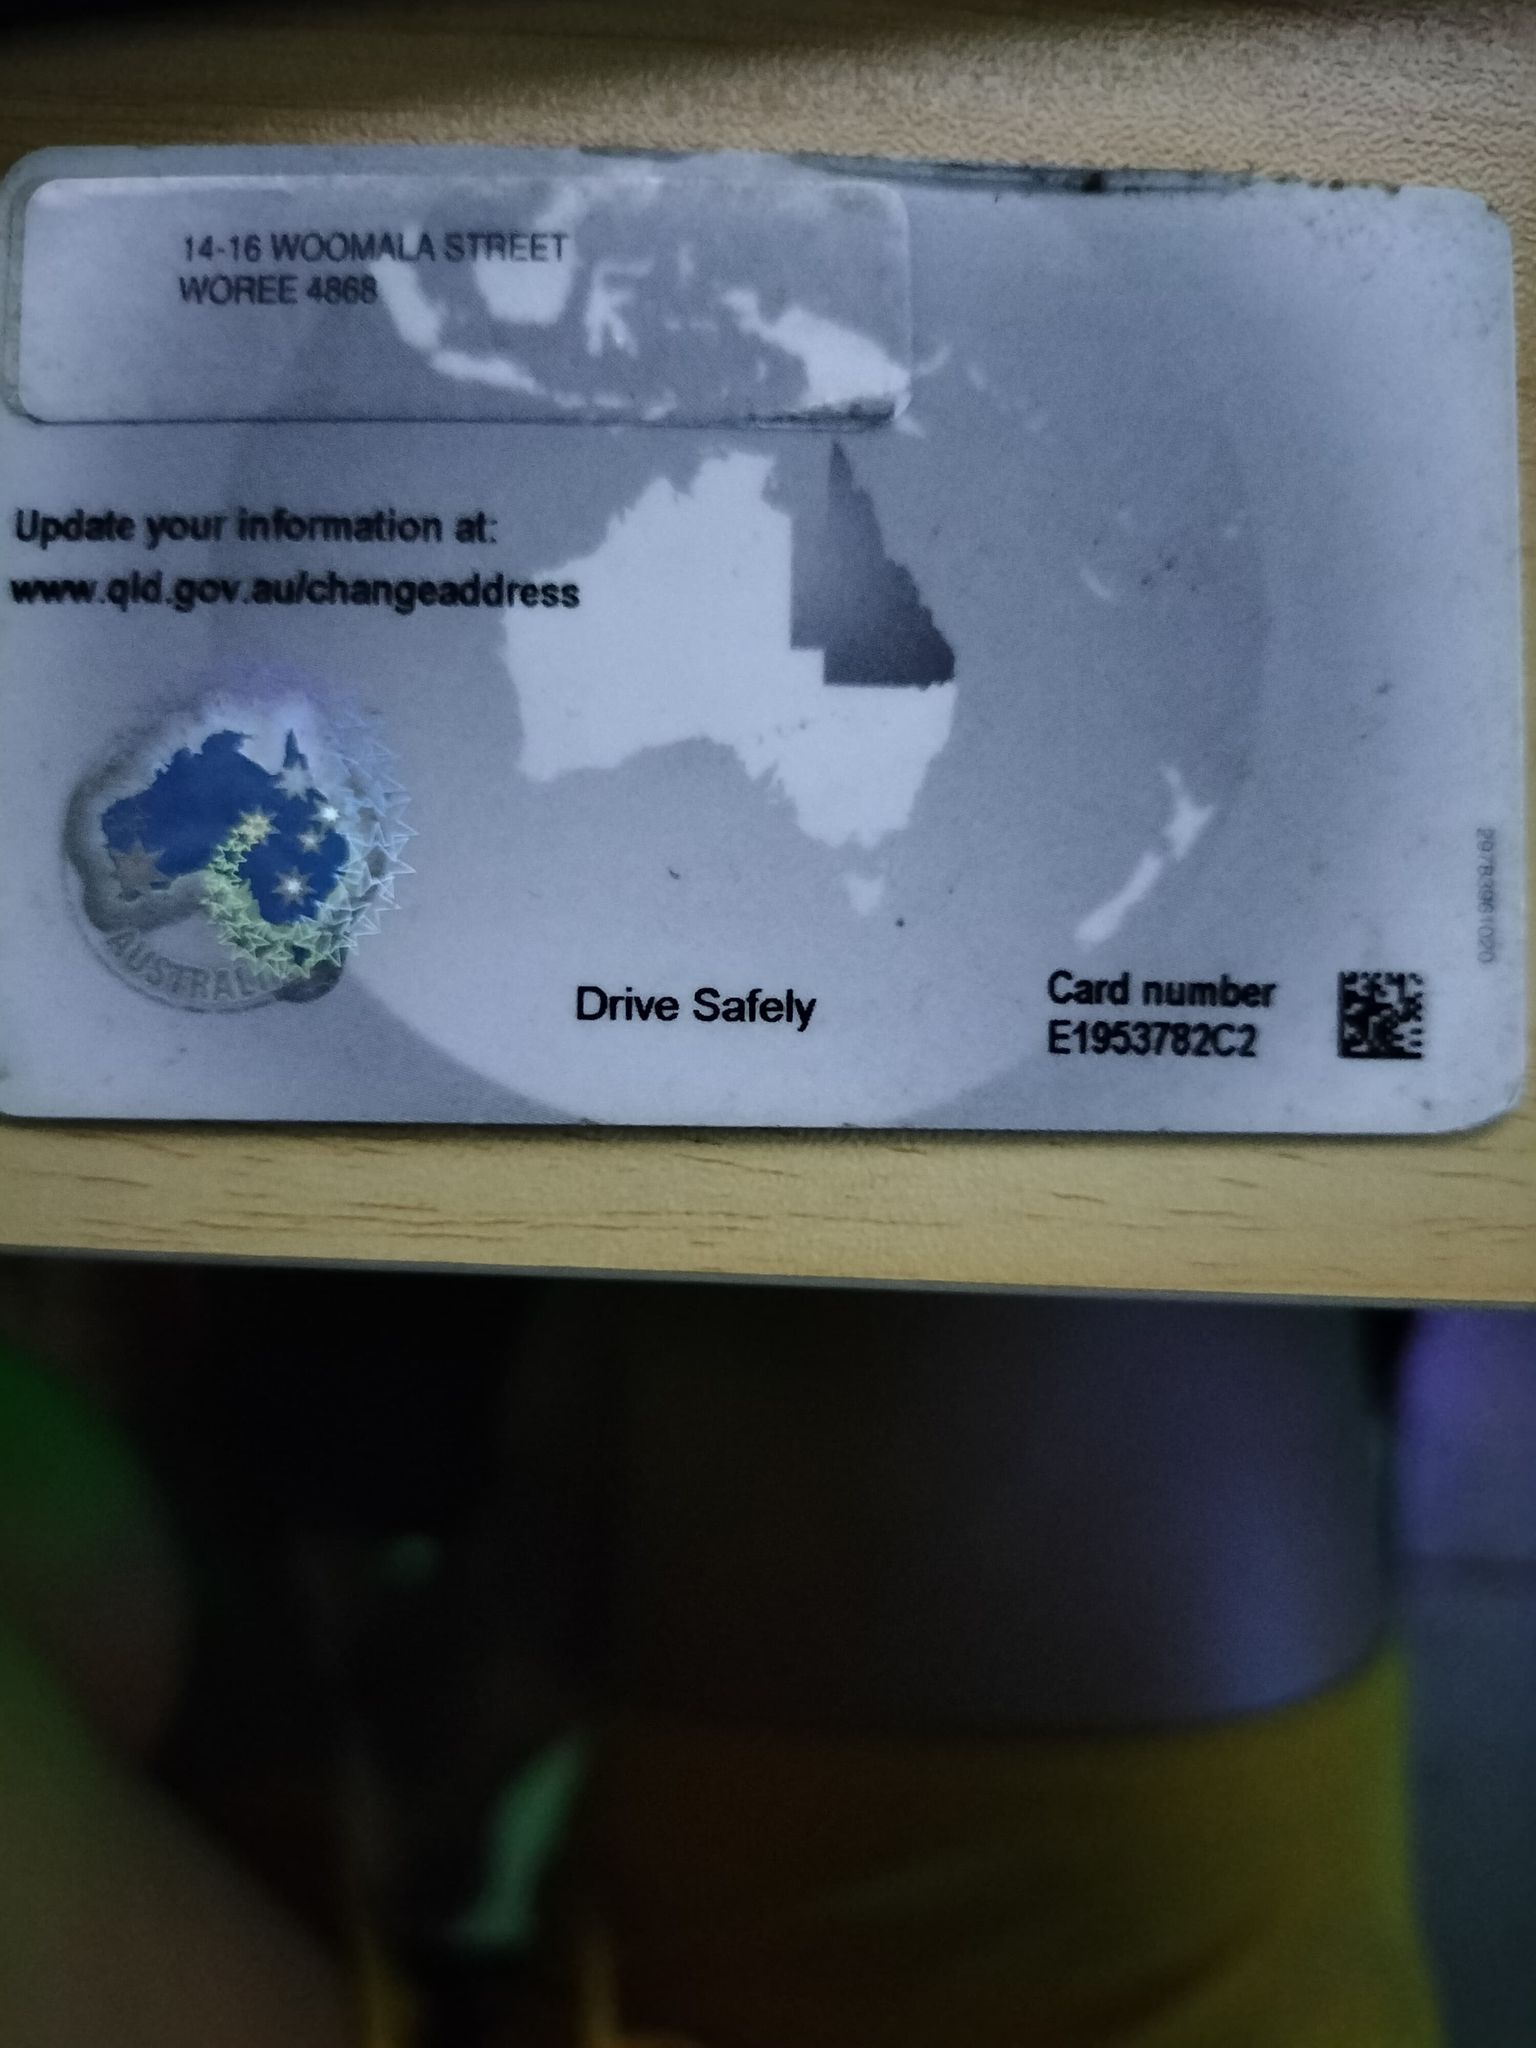 14-16 WOOMALA STREET
WOREE 4868
Update your information at:
www.qld.gov.au/changeaddress
AUSTRALIA
Drive Safely
Card number
E1953782C2